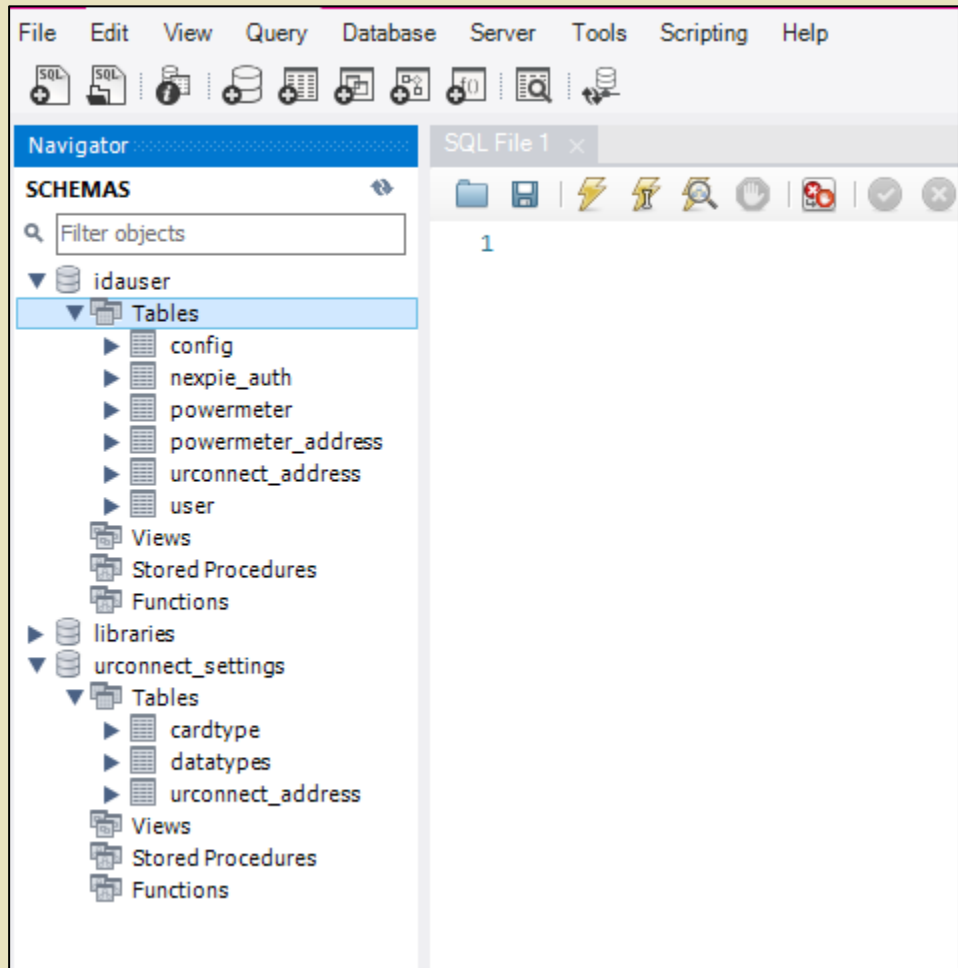 File Edit View Query Database Server Tools Scripting Help
SQL SQL f()
Navigator
SQL File 1
SCHEMAS
Filter objects
1
idauser
Tables
config
nexpie_auth
powermeter
powermeter_address
urconnect_address
user
Views
Stored Procedures
Functions
libraries
urconnect_settings
Tables
cardtype
datatypes
urconnect_address
Views
Stored Procedures
Functions